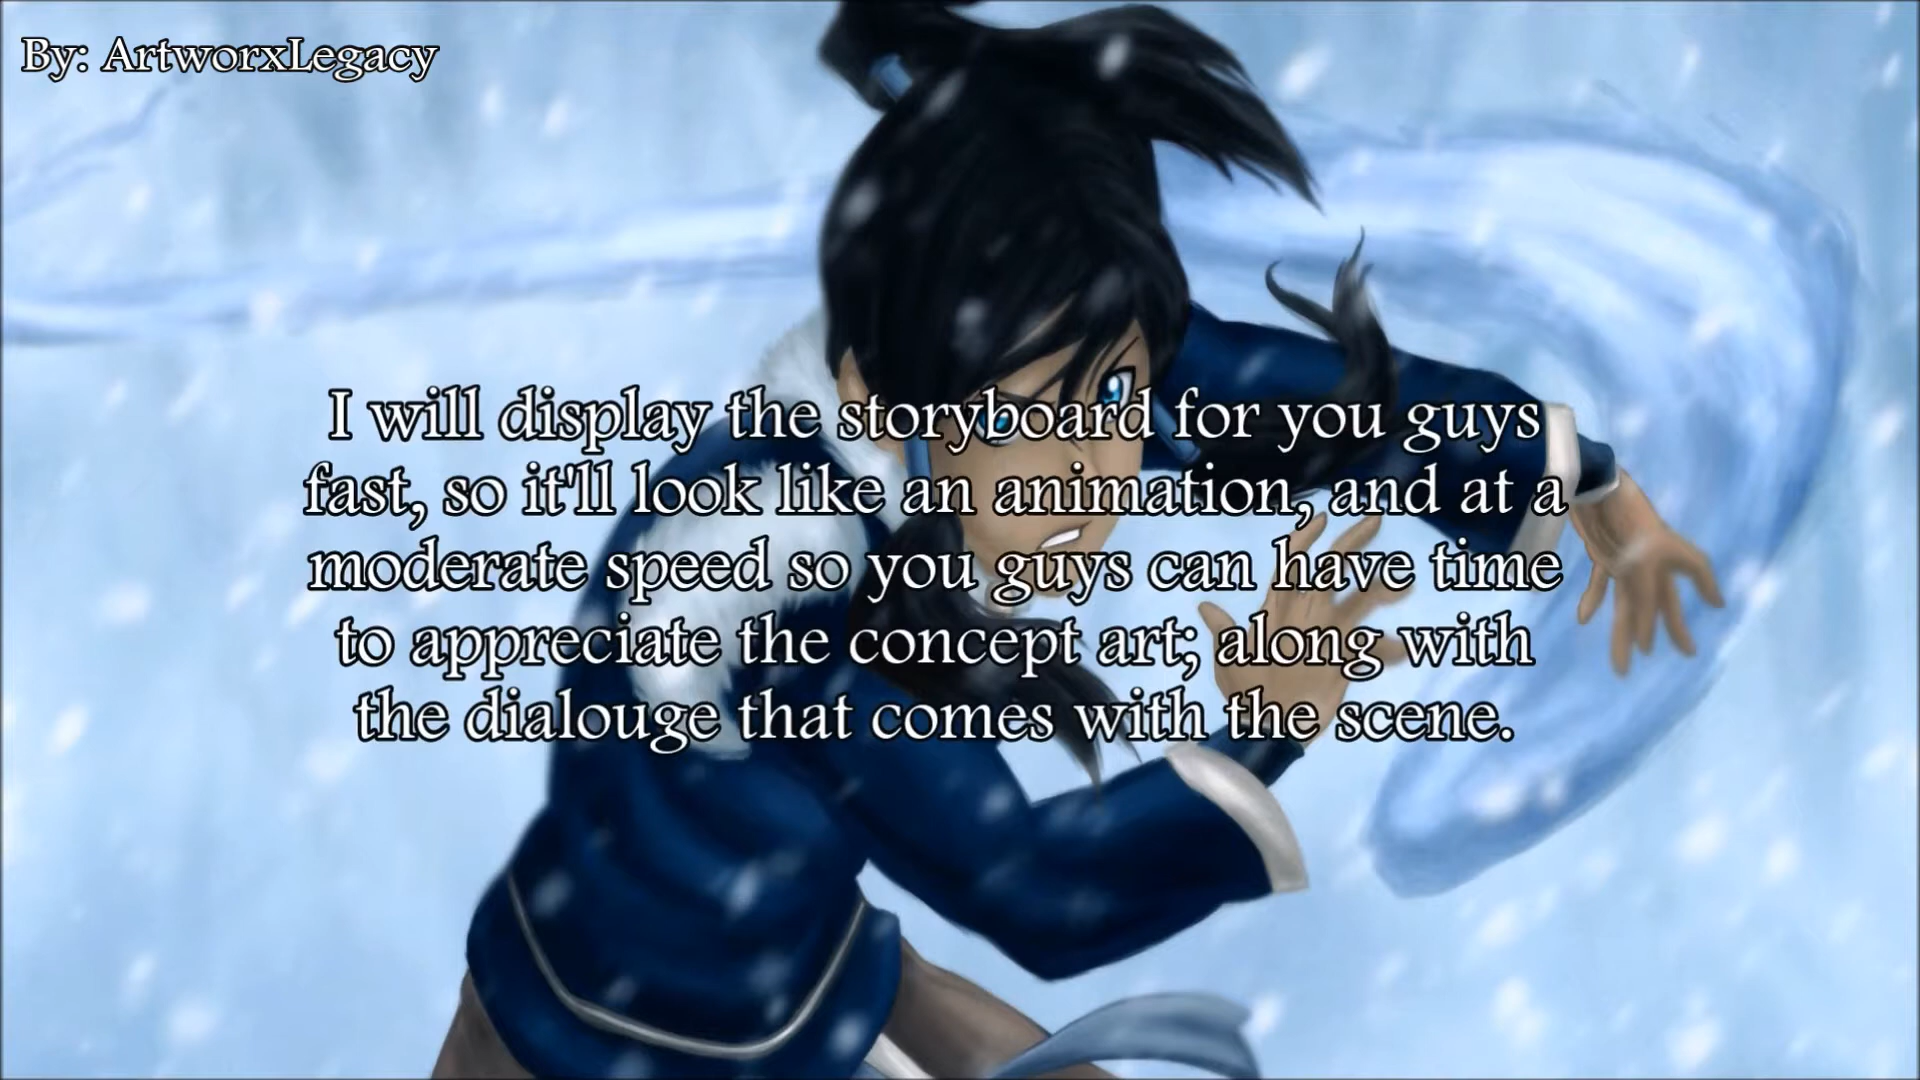 By: ArtworxLegacy
I will display the storyboard for you guys
fast, so it'll look like an animation, and at a
moderate speed so you guys can have time
to appreciate the concept art; along with
the dialouge that comes with the scene.